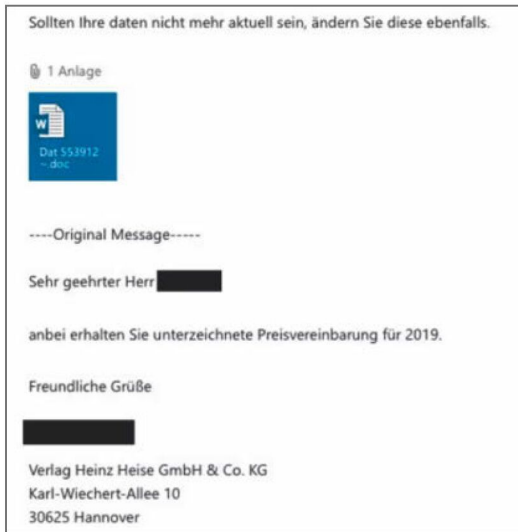 Sollten Ihre daten nicht mehr aktuell sein, ändern Sie diese ebenfalls.
1 Anlage
W
Dat 553912
~.doc
----Original Message-----
Sehr geehrter Herr
anbei erhalten Sie unterzeichnete Preisvereinbarung für 2019.
Freundliche Grüße
Verlag Heinz Heise GmbH & Co. KG
Karl-Wiechert-Allee 10
30625 Hannover